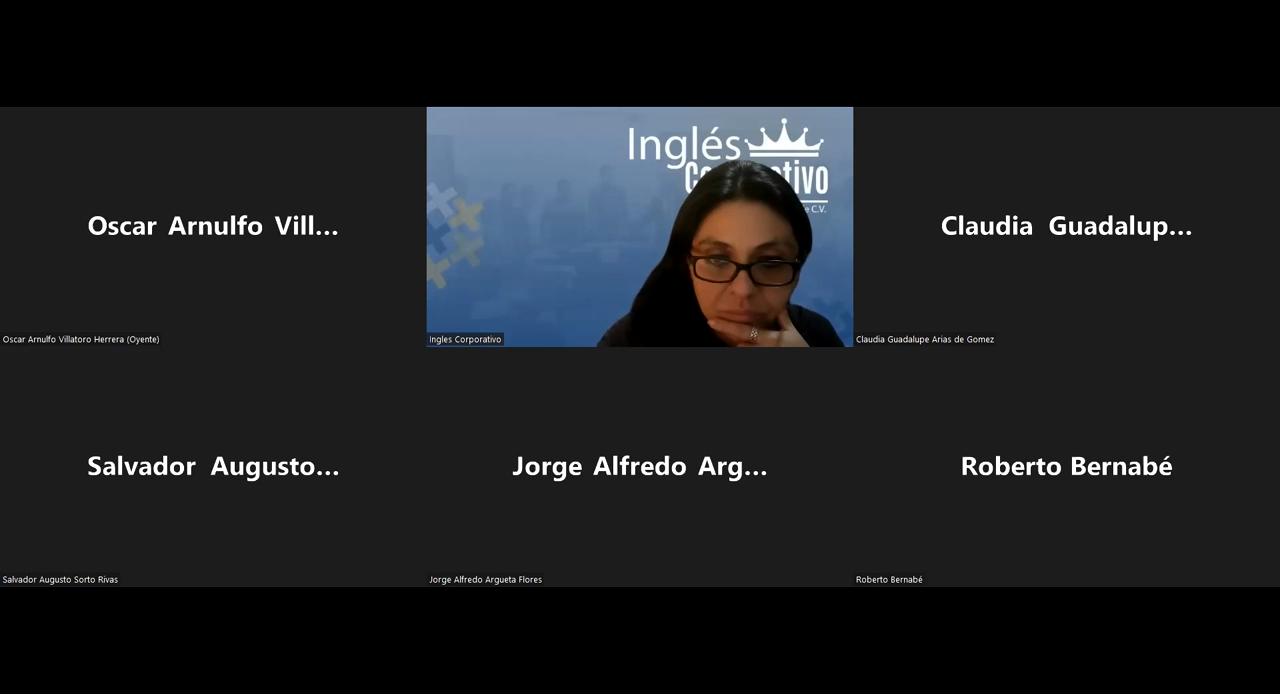 Oscar Arnulfo Vill...
Oscar Arnulfo Villatoro Herrera (Oyente)
Inglés
tivo
C.V.
Ingles Corporativo
Claudia Guadalup...
Claudia Guadalupe Arias de Gomez
Salvador Augusto...
Salvador Augusto Sorto Rivas
Jorge Alfredo Arg...
Jorge Alfredo Argueta Flores
Roberto Bernabé
Roberto Bernabé